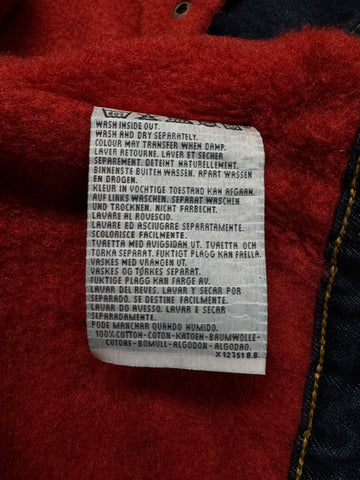 WASH INSIDE OUT.
WASH AND DRY SEPARATELY.
COLOUR MAY TRANSFER WHEN DAMP.
LAVER RETOURNE. LAVER ET SECHER
SEPAREMENT. DETEINT NATURELLEMENT.
BINNENSTE BUITEN WASSEN. APART WASSEN
EN DROGEN.
KLEUR IN VOCHTIGE TOESTAND KAN AFGAAN.
AUF LINKS WASCHEN. SEPARAT WASCHEN
UND TROCKNEN. NICHT FARBECHT.
LAVARE AL ROVESCIO.
LAVARE ED ASCIUGARE SEPARATAMENTE.
SCOLORISCE FACILMENTE.
TVAETTA MED AVIGSIDAN UT. TVAETTA OCH
TORKA SEPARAT. FUKTIGT PLAGG KAN FAELLA.
VASKES MED VRANGEN UT.
VASKES OG TØRKES SEPARAT.
FUKTIGE PLAGG KAN FARGE AV.
LAVAR DEL REVES. LAVAR Y SECAR POR
SEPARADO. SE DESTINE FACILMENTE.
LAVAR DO AVESSO. LAVAR E SECAR
SEPARADAMENTE.
PODE MANCHAR QUANDO HUMIDO.
100% COTTON-COTON-KATOEN-BAUMWOLLE-
COTONE-BOMULL-ALGODON-ALGODAO.